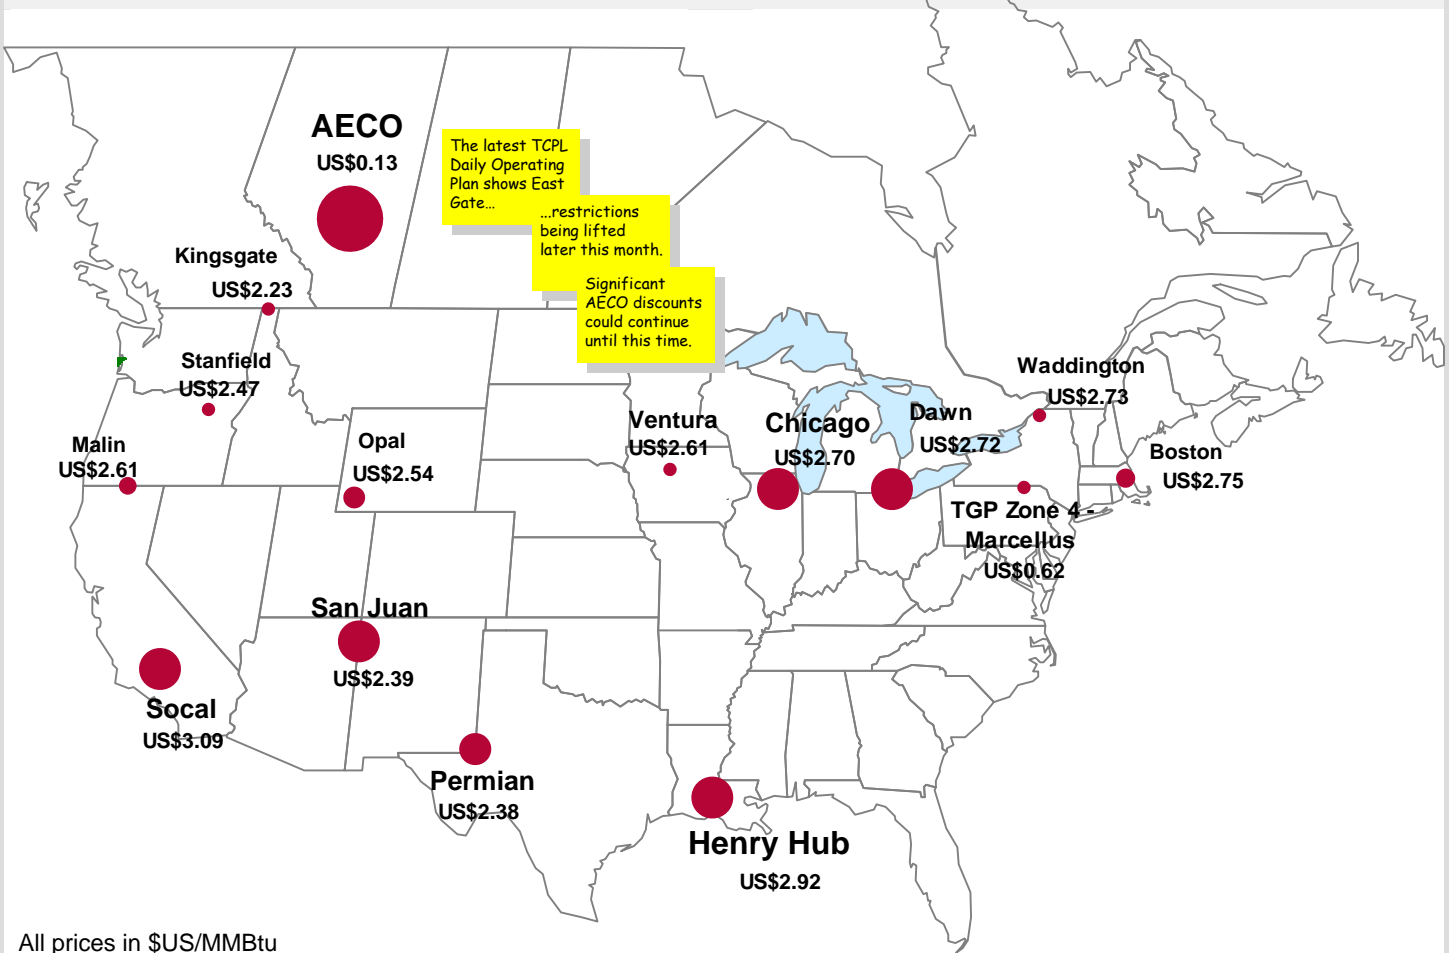 AECO
US$0.13
The latest TCPL
Daily Operating
Plan shows East
Gate...
...restrictions
being lifted
later this month.
Significant
AECO discounts
could continue
until this time.
Kingsgate
US$2.23
Stanfield
US$2.47
Malin
US$2.61
Opal
US$2.54
Ventura
US$2.61
Chicago
US$2.70
Dawn
US$2.72
Waddington
US$2.73
Boston
US$2.75
TGP Zone 4 -
Marcellus
US$0.62
San Juan
US$2.39
Socal
US$3.09
Permian
US$2.38
Henry Hub
US$2.92
All prices in $US/MMBtu